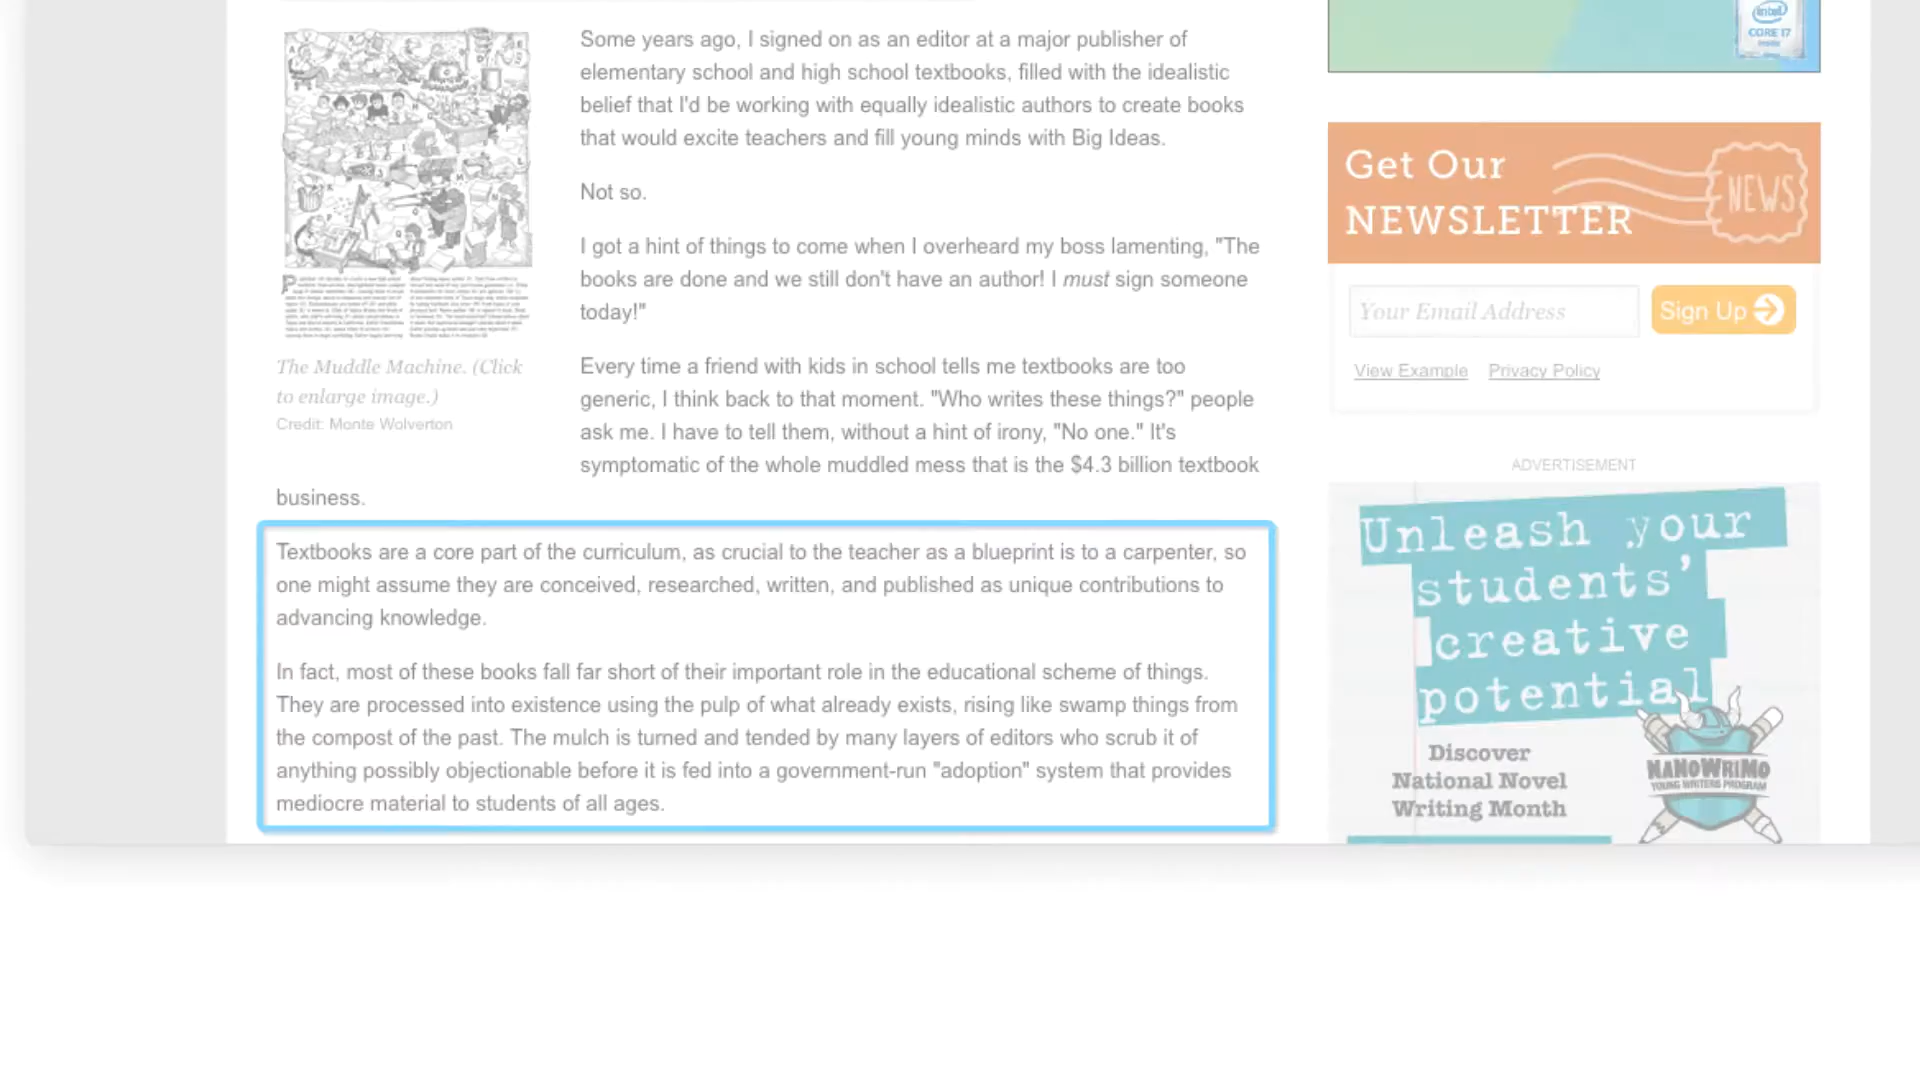 Some years ago, I signed on as an editor at a major publisher of
elementary school and high school textbooks, filled with the idealistic
belief that I'd be working with equally idealistic authors to create books
that would excite teachers and fill young minds with Big Ideas.
Not so.
I got a hint of things to come when I overheard my boss lamenting, "The
books are done and we still don't have an author! I must sign someone
today!"
Every time a friend with kids in school tells me textbooks are too
generic, I think back to that moment. "Who writes these things?" people
ask me. I have to tell them, without a hint of irony, "No one." It's
symptomatic of the whole muddled mess that is the $4.3 billion textbook
business.
The Muddle Machine. (Click
to enlarge image.)
Credit: Monte Wolverton
Textbooks are a core part of the curriculum, as crucial to the teacher as a blueprint is to a carpenter, so
one might assume they are conceived, researched, written, and published as unique contributions to
advancing knowledge.
In fact, most of these books fall far short of their important role in the educational scheme of things.
They are processed into existence using the pulp of what already exists, rising like swamp things from
the compost of the past. The mulch is turned and tended by many layers of editors who scrub it of
anything possibly objectionable before it is fed into a government-run "adoption" system that provides
mediocre material to students of all ages.
intel
CORE i7
inside
Get Our
NEWSLETTER
NEWS
Your Email Address
Sign Up
View Example Privacy Policy
ADVERTISEMENT
Unleash your
students'
creative
potential
Discover
National Novel
Writing Month
NANOWRIMO
YOUNG WRITERS PROGRAM